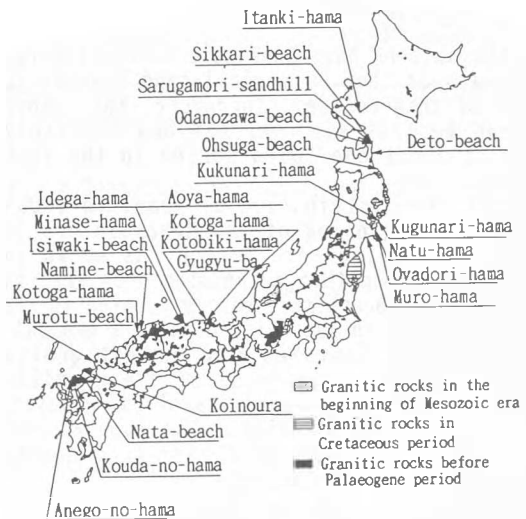 Itanki-hama
Sikkari-beach
Sarugamori-sandhill
Odanozawa-beach
Ohsuga-beach
Deto-beach
Kukunari-hama
Idega-hama
Aoya-hama
Minase-hama
Kotoga-hama
Kugunari-hama
Isiwaki-beach
Kotobiki-hama
Natu-hama
Namine-beach
Gyugyu-ba
Oyadori-hama
Kotoga-hama
Muro-hama
Murotu-beach
Granitic rocks in the
beginning of Mesozoic era
Koinoura
Granitic rocks in
Cretaceous period
Nata-beach
Granitic rocks before
Palaeogene period
Kouda-no-hama
Anego-no-hama